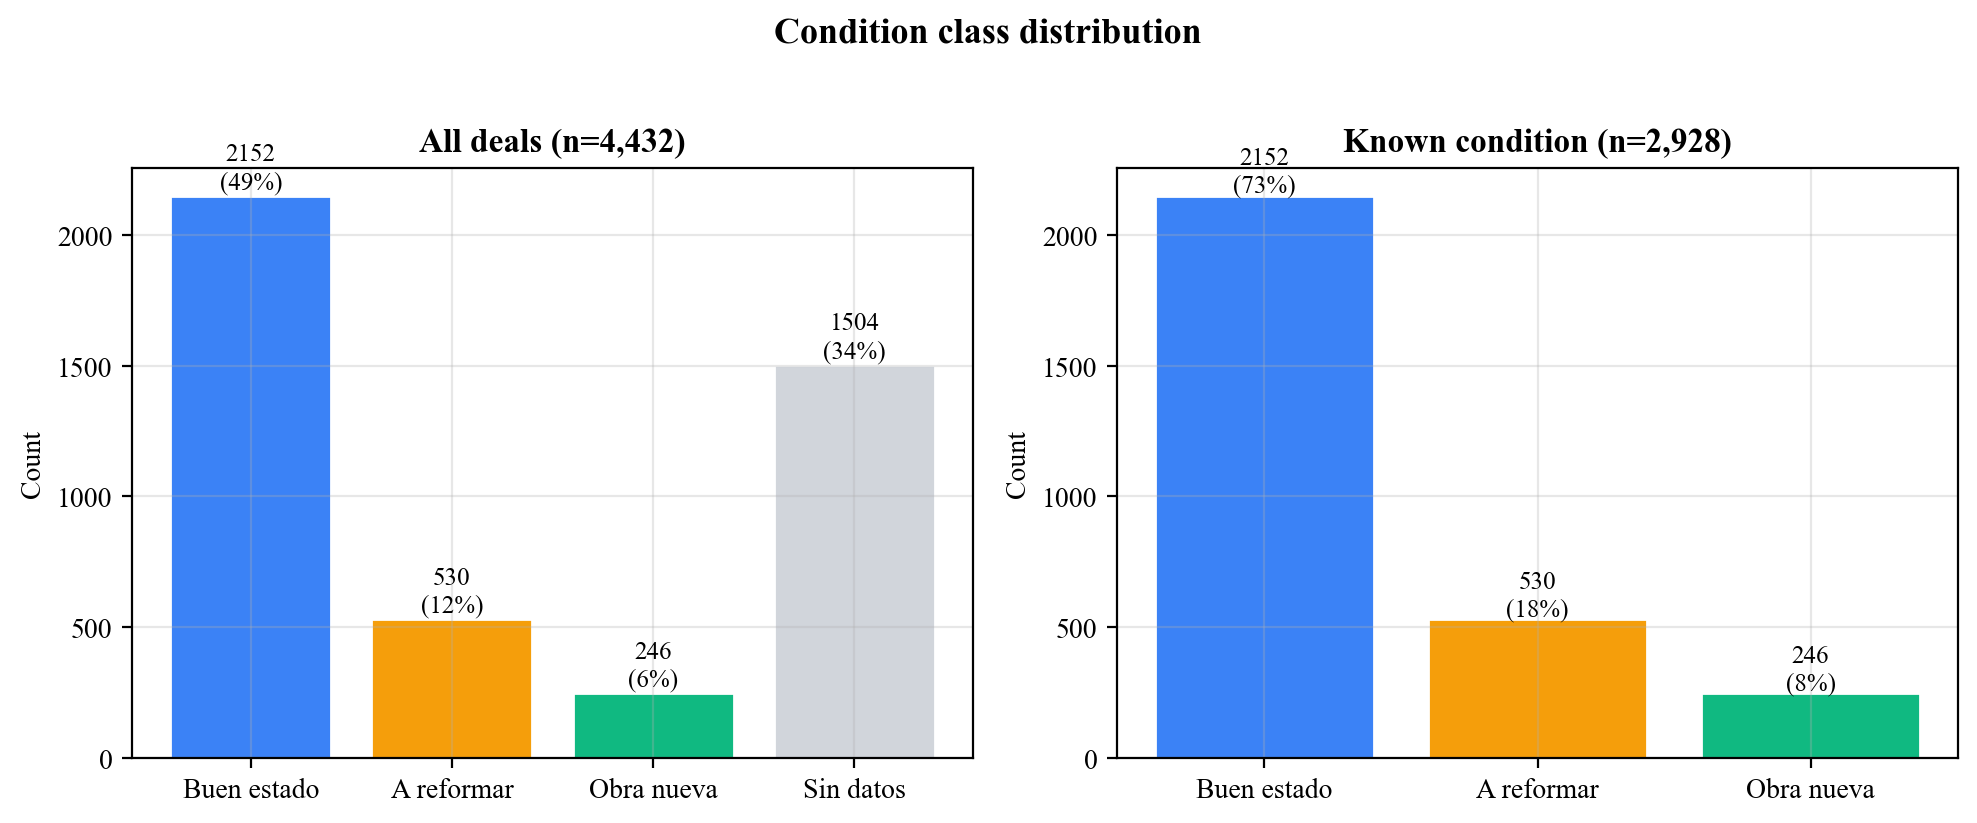 Condition class distribution
All deals (n=4,432)
2152
(49%)
530
(12%)
246
(6%)
1504
(34%)
2000
1500
1000
500
0
Count
Buen estado
A reformar
Obra nueva
Sin datos
Known condition (n=2,928)
2152
(73%)
530
(18%)
246
(8%)
2000
1500
1000
500
0
Count
Buen estado
A reformar
Obra nueva